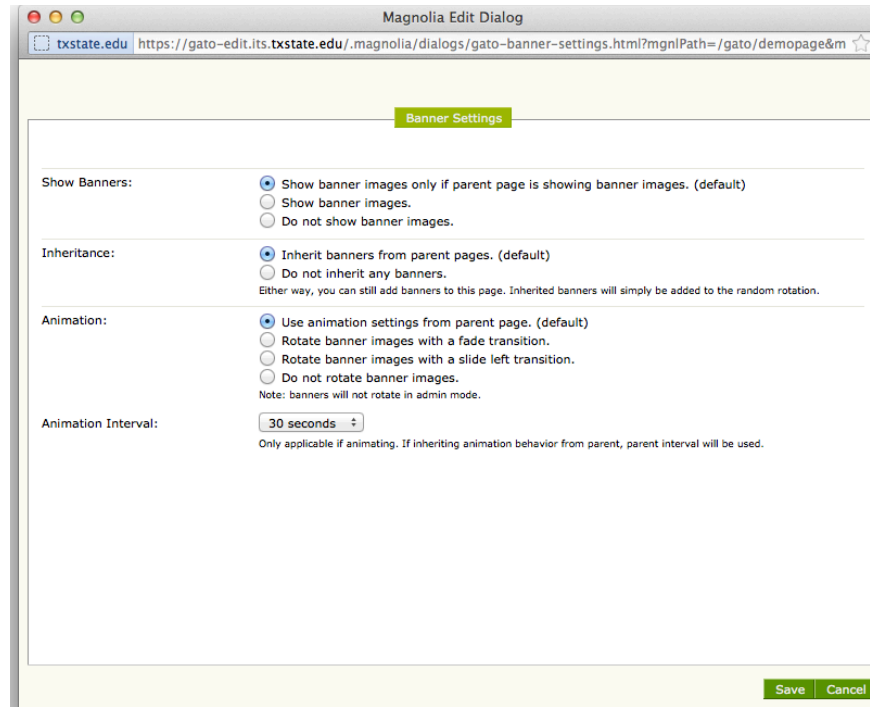 Magnolia Edit Dialog
txstate.edu https://gato-edit.its.txstate.edu/.magnolia/dialogs/gato-banner-settings.html?mgnlPath=/gato/demopage&m
Banner Settings
Show Banners:
Show banner images only if parent page is showing banner images. (default)
Show banner images.
Do not show banner images.
Inheritance:
Inherit banners from parent pages. (default)
Do not inherit any banners.
Either way, you can still add banners to this page. Inherited banners will simply be added to the random rotation.
Animation:
Use animation settings from parent page. (default)
Rotate banner images with a fade transition.
Rotate banner images with a slide left transition.
Do not rotate banner images.
Note: banners will not rotate in admin mode.
Animation Interval:
30 seconds
Only applicable if animating. If inheriting animation behavior from parent, parent interval will be used.
Save Cancel